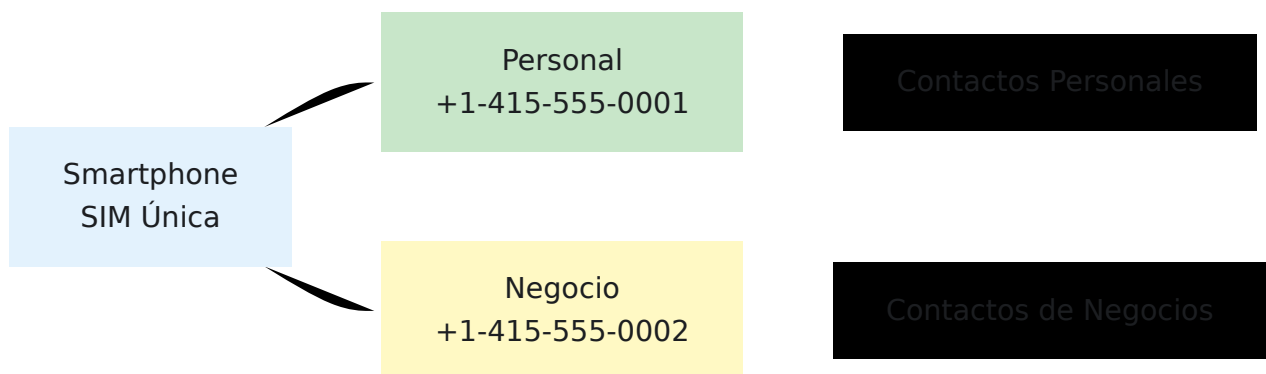 Smartphone
SIM Única
Personal
+1-415-555-0001
Contactos Personales
Negocio
+1-415-555-0002
Contactos de Negocios